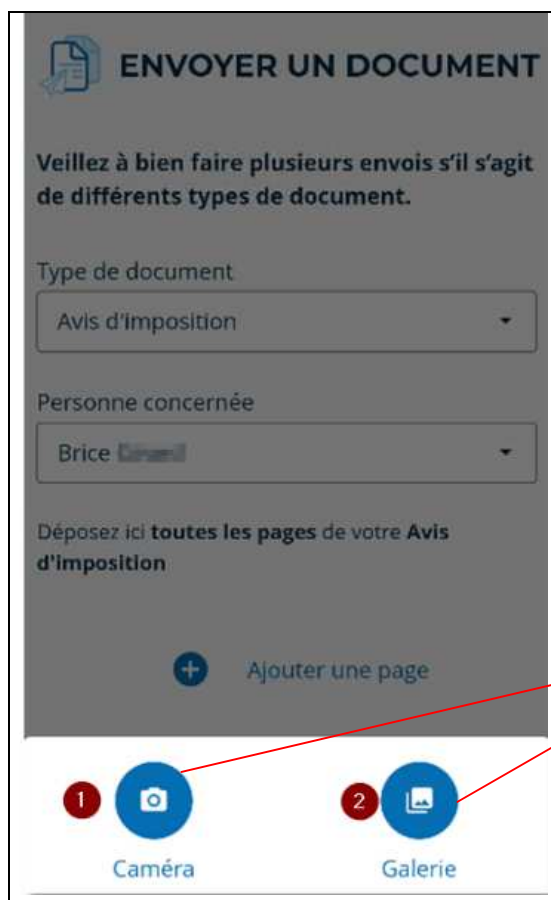 ENVOYER UN DOCUMENT
Veillez à bien faire plusieurs envois s’il s’agit
de différents types de document.
Type de document
Avis d'imposition
Personne concernée
Brice
Déposez ici toutes les pages de votre Avis
d'imposition
Ajouter une page
1
2
Caméra
Galerie